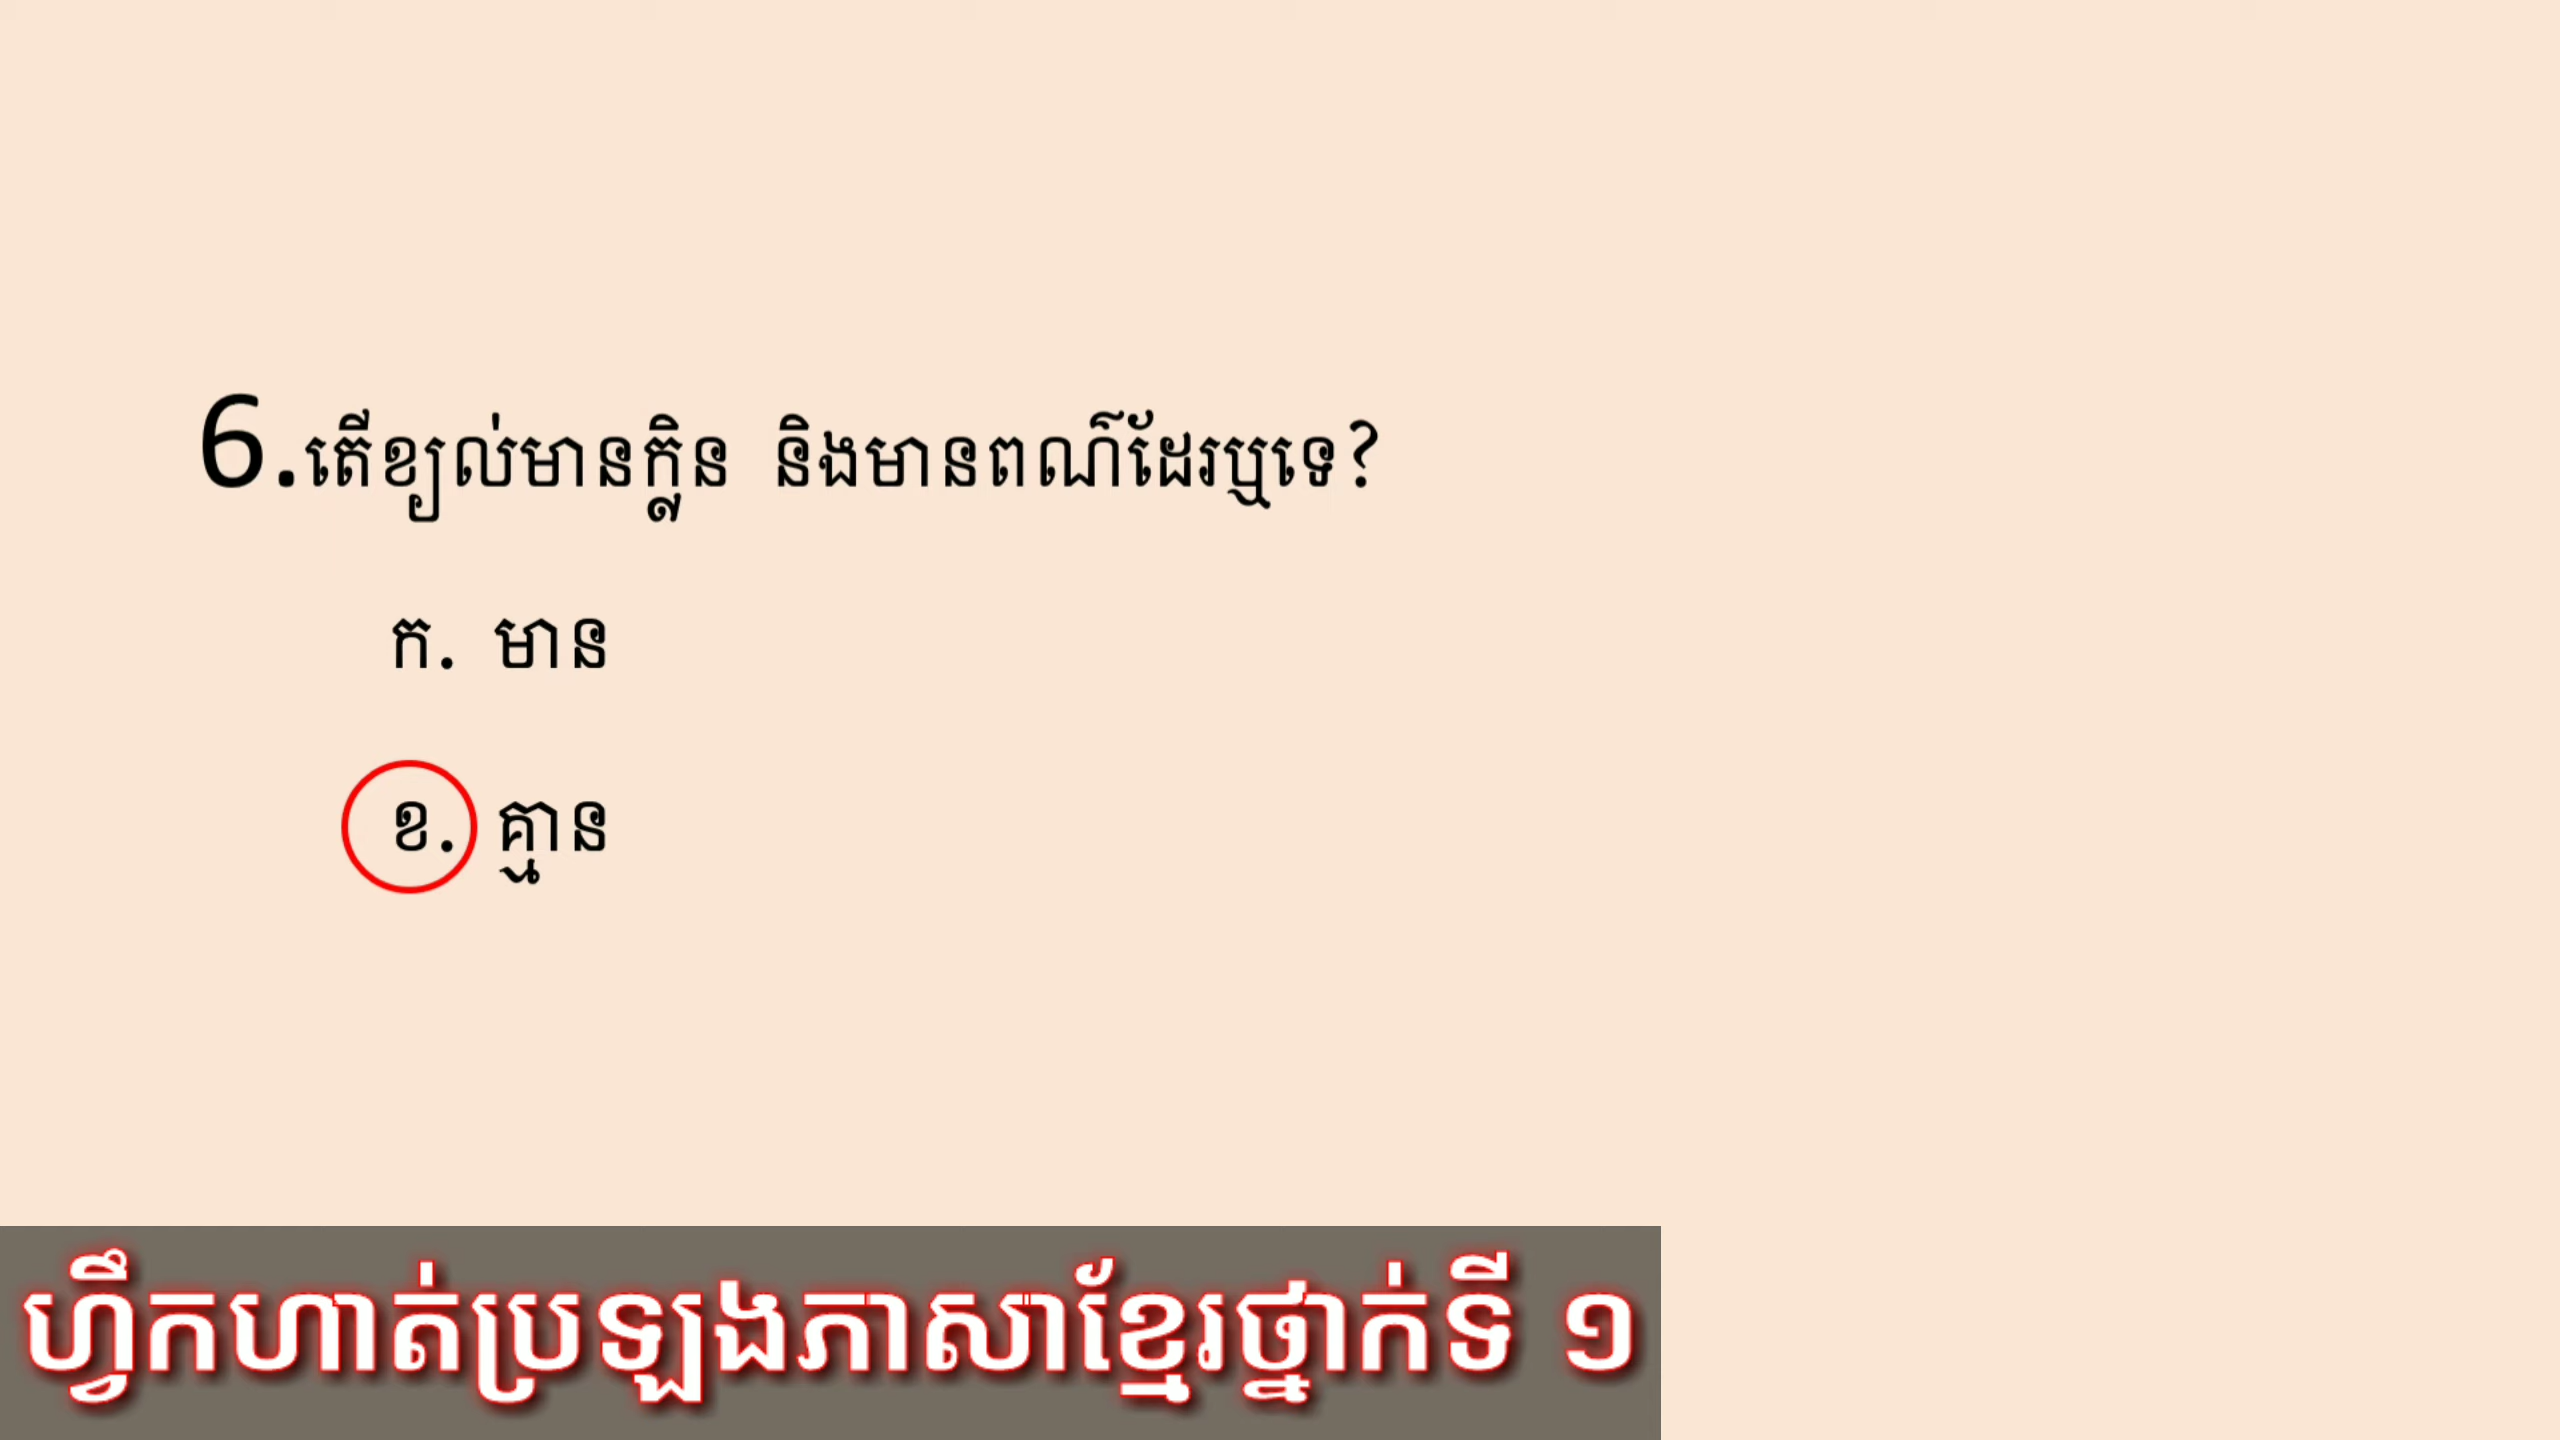 6.តើខ្យល់មានក្លិន និងមានពណ៌ដែរឬទេ?
ក. មាន
ខ. គ្មាន
ហ្វឹកហាត់ប្រឡងភាសាខ្មែរថ្នាក់ទី ១